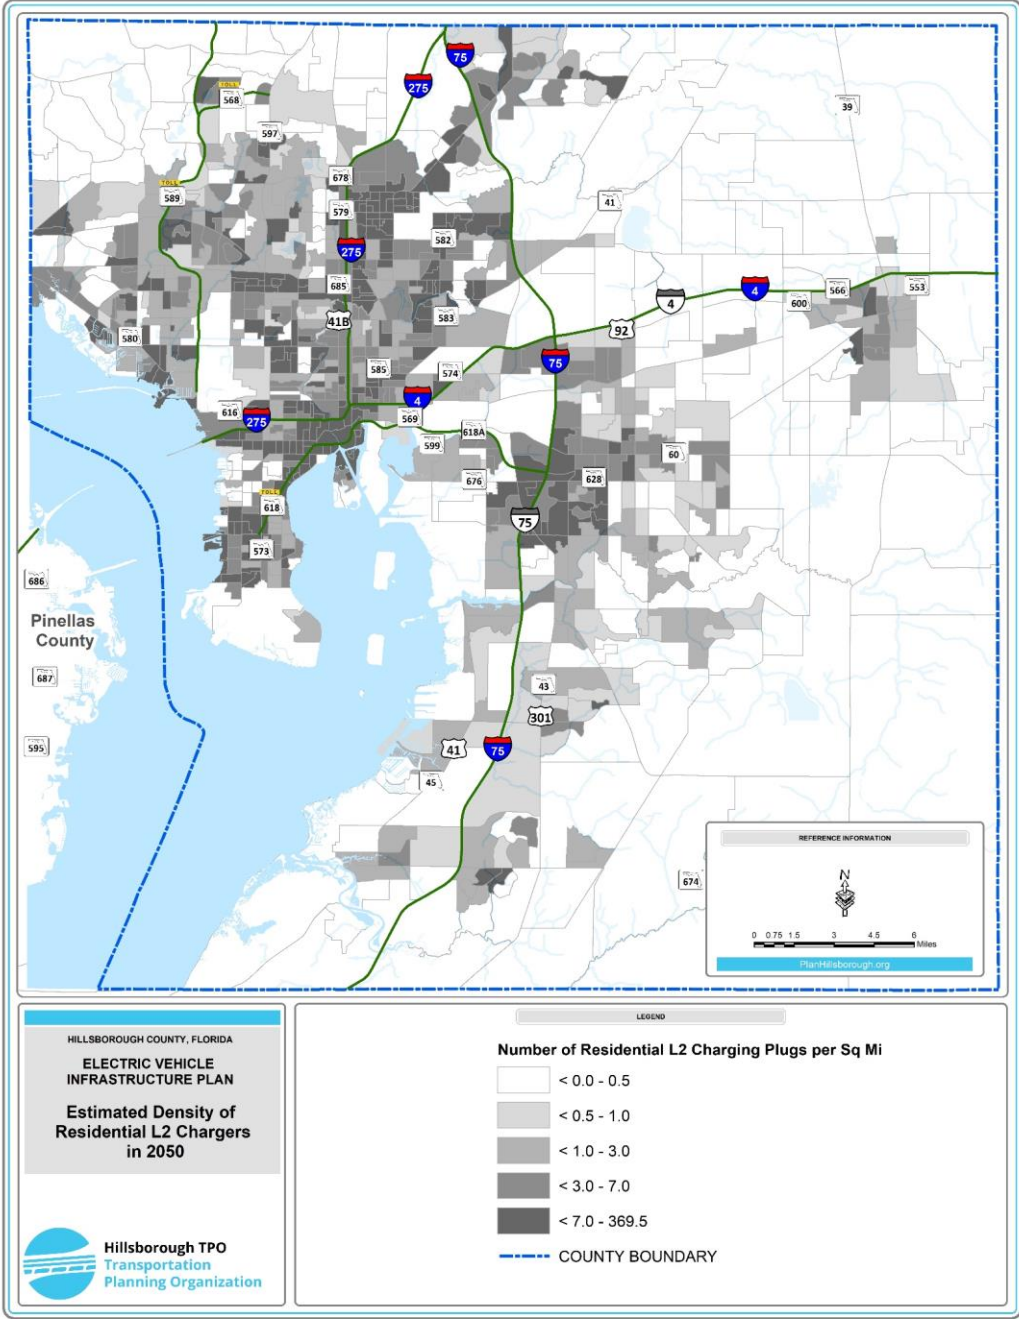 75
275
TOLL
568
39
597
678
TOLL
589
579
41
582
275
685
4
4
566
553
600
583
41B
92
580
75
585
574
4
616
275
569
618A
599
60
676
628
TOLL
618
75
573
686
Pinellas
County
687
43
301
595
41
75
45
674
REFERENCE INFORMATION
N
0 0.75 1.5 3 4.5 6
Miles
PlanHillsborough.org
HILLSBOROUGH COUNTY, FLORIDA
ELECTRIC VEHICLE
INFRASTRUCTURE PLAN
Estimated Density of
Residential L2 Chargers
in 2050
Hillsborough TPO
Transportation
Planning Organization
LEGEND
Number of Residential L2 Charging Plugs per Sq Mi
< 0.0 - 0.5
< 0.5 - 1.0
< 1.0 - 3.0
< 3.0 - 7.0
< 7.0 - 369.5
COUNTY BOUNDARY